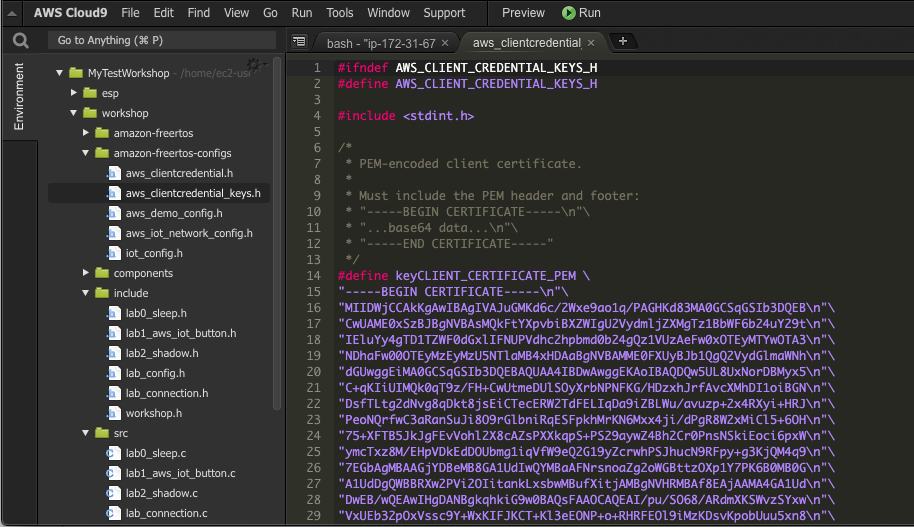 AWS Cloud9 File Edit Find View Go Run Tools Window Support Preview Run
Go to Anything (⌘ P)
bash - "ip-172-31-67
aws_clientcredential_
Environment
MyTestWorkshop - /home/ec2-use
esp
workshop
amazon-freertos
amazon-freertos-configs
aws_clientcredential.h
aws_clientcredential_keys.h
aws_demo_config.h
aws_iot_network_config.h
iot_config.h
components
include
lab0_sleep.h
lab1_aws_iot_button.h
lab2_shadow.h
lab_config.h
lab_connection.h
workshop.h
src
lab0_sleep.c
lab1_aws_iot_button.c
lab2_shadow.c
lab_connection.c
1 #ifndef AWS_CLIENT_CREDENTIAL_KEYS_H
2 #define AWS_CLIENT_CREDENTIAL_KEYS_H
3
4 #include <stdint.h>
5
6 /*
7 * PEM-encoded client certificate.
8 *
9 * Must include the PEM header and footer:
10 * "-----BEGIN CERTIFICATE-----\n"\
11 * "...base64 data...\n"\
12 * "-----END CERTIFICATE-----"
13 */
14 #define keyCLIENT_CERTIFICATE_PEM \
15 "-----BEGIN CERTIFICATE-----\n"\
16 "MIIDWjCCAkKgAwIBAgIVAJuGMKd6c/2Wxe9ao1q/PAGHKd83MA0GCSqGSIb3DQEB\n"\
17 "CwUAME0xSzBJBgNVBAsMQkFtYXpvbiBXZWIgU2VydmljZXMgTz1BbWF6b24uY29t\n"\
18 "IEluYy4gTD1TZWF0dGxlIFNUPVdhc2hpbmd0b24gQz1VUzAeFw0xOTEyMTYwOTA3\n"\
19 "NDhaFw00OTEyMzEyMzU5NTlaMB4xHDAaBgNVBAMME0FXUyBJb1QgQ2VydGlmaWNh\n"\
20 "dGUwggEiMA0GCSqGSIb3DQEBAQUAA4IBDwAwggEKAoIBAQDQw5UL8UxNorDBMyx5\n"\
21 "C+qKIiUIMQk0qT9z/FH+CwUtmeDUlSOyXrbNPNFKG/HDzxhJrfAvcXMhDI1oiBGN\n"\
22 "DsfTLtg2dNvg8qDkt8jsEiCTecERW2TdFELIqDa9iZBLWu/avuzp+2x4RXyi+HRJ\n"\
23 "PeoNQrfwC3aRanSuJi8O9rGlbniRqESFpkhMrKN6Mxx4ji/dPgR8W2xMiCl5+6OH\n"\
24 "75+XFTB5JkJgFEvVohl2X8cAZsPXXkqpS+PS29aywZ4Bh2Cr0PnsNSkiEoci6pxW\n"\
25 "ymcTxz8M/EHpVDkEdDOUbmg1iqVfW9eQ2G19yZcrwhPSJhucN9RFpy+g3KjQM4q9\n"\
26 "7EGbAgMBAAGjYDBeMB8GA1UdIwQYMBaAFNrsnoaZg2oWGBttzOXp1Y7PK6B0MB0G\n"\
27 "A1UdDgQWBBRXw2PVi2OIitankLxsbwMBufXitjAMBgNVHRMBAf8EAjAAMA4GA1Ud\n"\
28 "DwEB/wQEAwIHgDANBgkqhkiG9w0BAQsFAAOCAQEAI/pu/SO68/ARdmXKSWvzSYxw\n"\
29 "VxUEb32pOxVssc9Y+WxKIFJKCT+Kl3eEONP+o+RHRFEOl9iMzKDsvKpobUuu5xn8\n"\